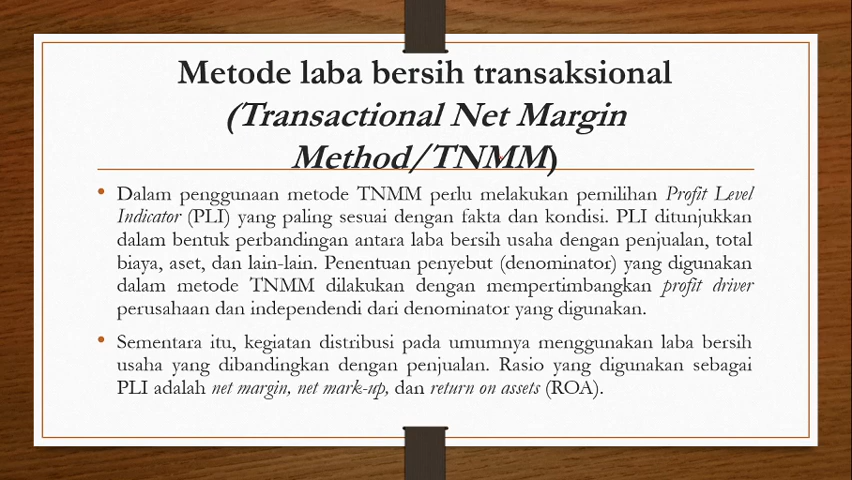 Metode laba bersih transaksional
(Transactional Net Margin
Method/TNMM)
• Dalam penggunaan metode TNMM perlu melakukan pemilihan Profit Level
Indicator (PLI) yang paling sesuai dengan fakta dan kondisi. PLI ditunjukkan
dalam bentuk perbandingan antara laba bersih usaha dengan penjualan, total
biaya, aset, dan lain-lain. Penentuan penyebut (denominator) yang digunakan
dalam metode TNMM dilakukan dengan mempertimbangkan profit driver
perusahaan dan independendi dari denominator yang digunakan.
• Sementara itu, kegiatan distribusi pada umumnya menggunakan laba bersih
usaha yang dibandingkan dengan penjualan. Rasio yang digunakan sebagai
PLI adalah net margin, net mark-up, dan return on assets (ROA).